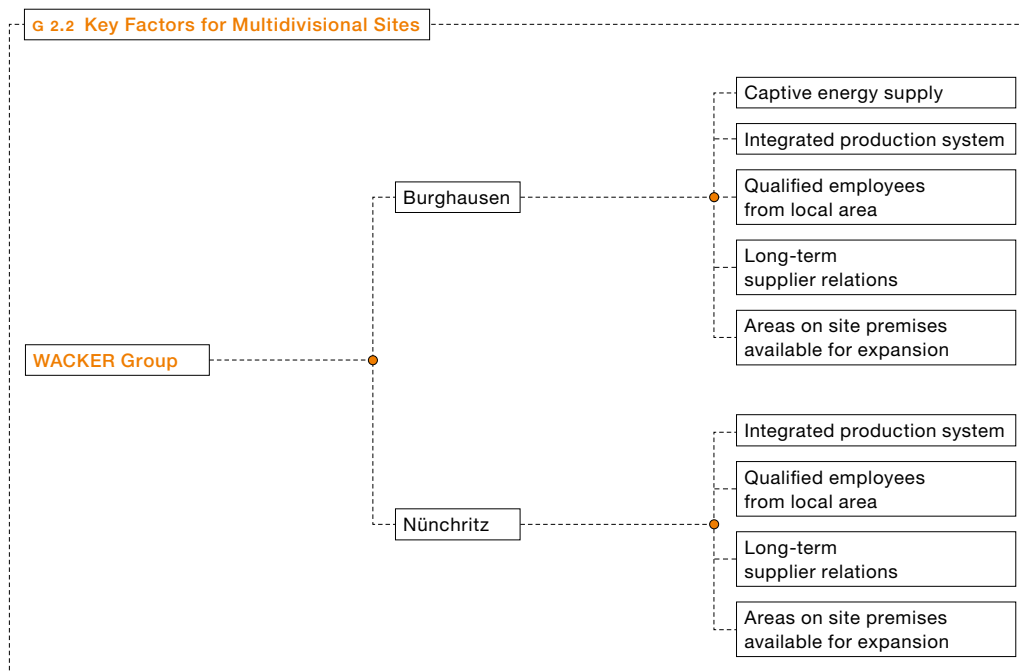 G 2.2 Key Factors for Multidivisional Sites
Captive energy supply
Integrated production system
Burghausen
Qualified employees
from local area
Long-term
supplier relations
Areas on site premises
available for expansion
WACKER Group
Integrated production system
Qualified employees
from local area
Nünchritz
Long-term
supplier relations
Areas on site premises
available for expansion